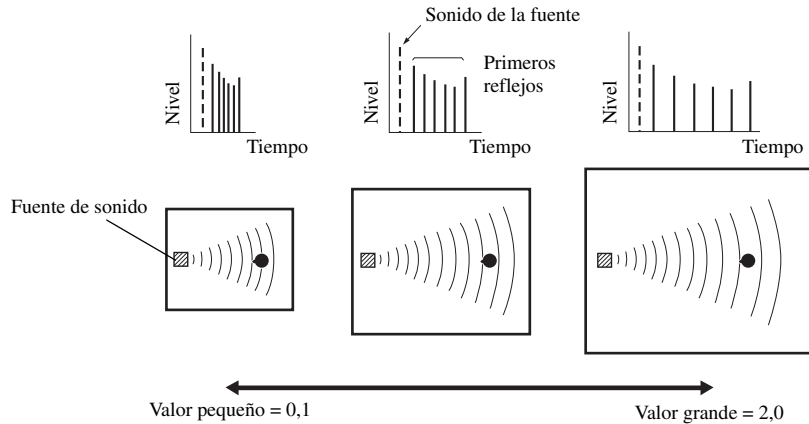 Sonido de la fuente
Primeros
reflejos
Nivel
Tiempo
Nivel
Tiempo
Nivel
Tiempo
Fuente de sonido
Valor pequeño = 0,1
Valor grande = 2,0